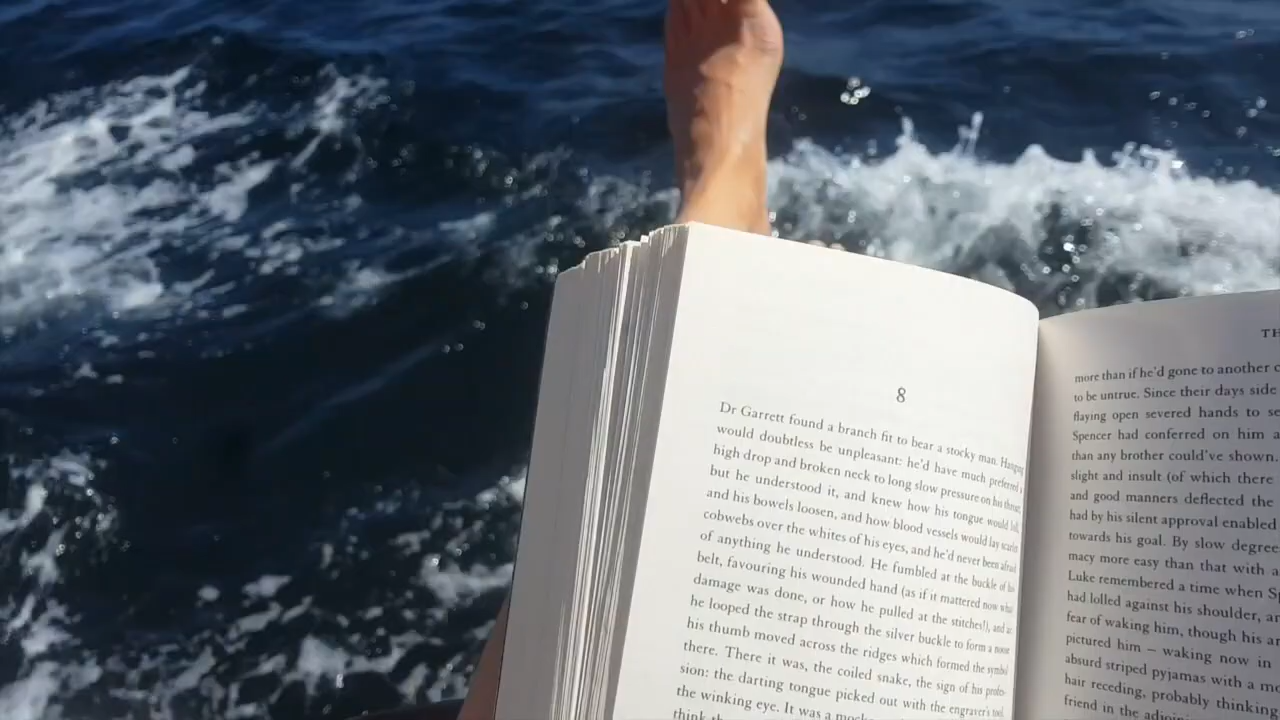 8
Dr Garrett found a branch fit to bear a stocky man. Hanging
would doubtless be unpleasant: he'd have much preferred a
high drop and broken neck to long slow pressure on his throat,
but he understood it, and knew how his tongue would loll,
and his bowels loosen, and how blood vessels would lay scarlet
cobwebs over the whites of his eyes, and he'd never been afraid
of anything he understood. He fumbled at the buckle of his
belt, favouring his wounded hand (as if it mattered now what
damage was done, or how he pulled at the stitches!), and as
he looped the strap through the silver buckle to form a noose
his thumb moved across the ridges which formed the symbol
there. There it was, the coiled snake, the sign of his profes-
sion: the darting tongue picked out with the engraver's tool,
the winking eye. It was a
think
TH
more than if he'd gone to another
to be untrue. Since their days side
flaying open severed hands to se
Spencer had conferred on him a
than any brother could've shown.
slight and insult (of which there
and good manners deflected the
had by his silent approval enabled
towards his goal. By slow degree
macy more easy than that with a
Luke remembered a time when Sp
had lolled against his shoulder, an
fear of waking him, though his ar
pictured him – waking now in
absurd striped pyjamas with a mo
hair receding, probably thinking
friend in the adjoin